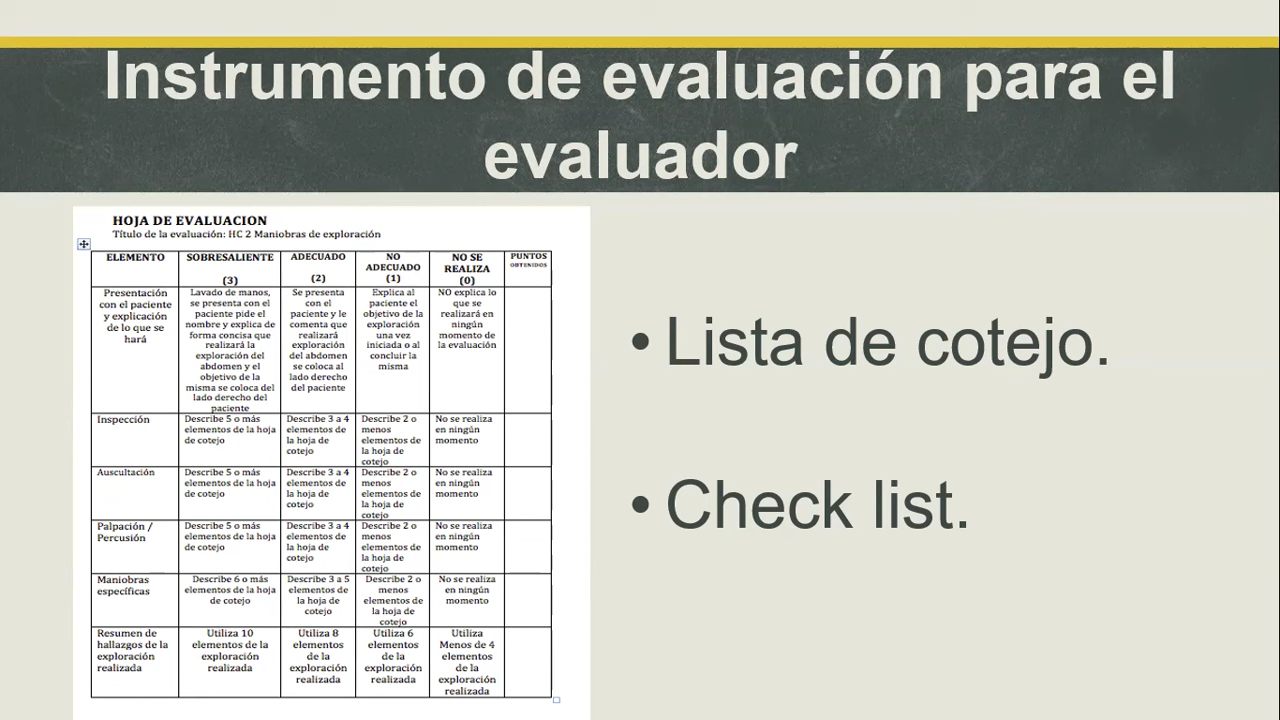 Instrumento de evaluación para el
evaluador
HOJA DE EVALUACION
Título de la evaluación: HC 2 Maniobras de exploración
ELEMENTO
SOBRESALIENTE
(3)
ADECUADO
(2)
NO
ADECUADO
(1)
NO SE
REALIZA
(0)
PUNTOS
OBTENIDOS
Presentación
con el paciente
y explicación
de lo que se
hará
Lavado de manos,
se presenta con el
paciente pide el
nombre y explica de
forma concisa que
realizará la
exploración del
abdomen y el
objetivo de la
misma se coloca del
lado derecho del
paciente
Se presenta
con el
paciente y le
comenta que
realizará
exploración
del abdomen
se coloca al
lado derecho
del paciente
Explica al
paciente el
objetivo de la
exploración
una vez
iniciada o al
concluir la
misma
NO explica lo
que se
realizará en
ningún
momento de
la evaluación
Inspección
Describe 5 o más
elementos de la hoja
de cotejo
Describe 3 a 4
elementos de
la hoja de
cotejo
Describe 2 o
menos
elementos de
la hoja de
cotejo
No se realiza
en ningún
momento
Auscultación
Describe 5 o más
elementos de la hoja
de cotejo
Describe 3 a 4
elementos de
la hoja de
cotejo
Describe 2 o
menos
elementos de
la hoja de
cotejo
No se realiza
en ningún
momento
Palpación /
Percusión
Describe 5 o más
elementos de la hoja
de cotejo
Describe 3 a 4
elementos de
la hoja de
cotejo
Describe 2 o
menos
elementos de
la hoja de
cotejo
No se realiza
en ningún
momento
Maniobras
específicas
Describe 6 o más
elementos de la hoja
de cotejo
Describe 3 a 5
elementos de
la hoja de
cotejo
Describe 2 o
menos
elementos de
la hoja de
cotejo
No se realiza
en ningún
momento
Resumen de
hallazgos de la
exploración
realizada
Utiliza 10
elementos de la
exploración
realizada
Utiliza 8
elementos
de la
exploración
realizada
Utiliza 6
elementos
de la
exploración
realizada
Utiliza
Menos de 4
elementos
de la
exploración
realizada
• Lista de cotejo.
• Check list.